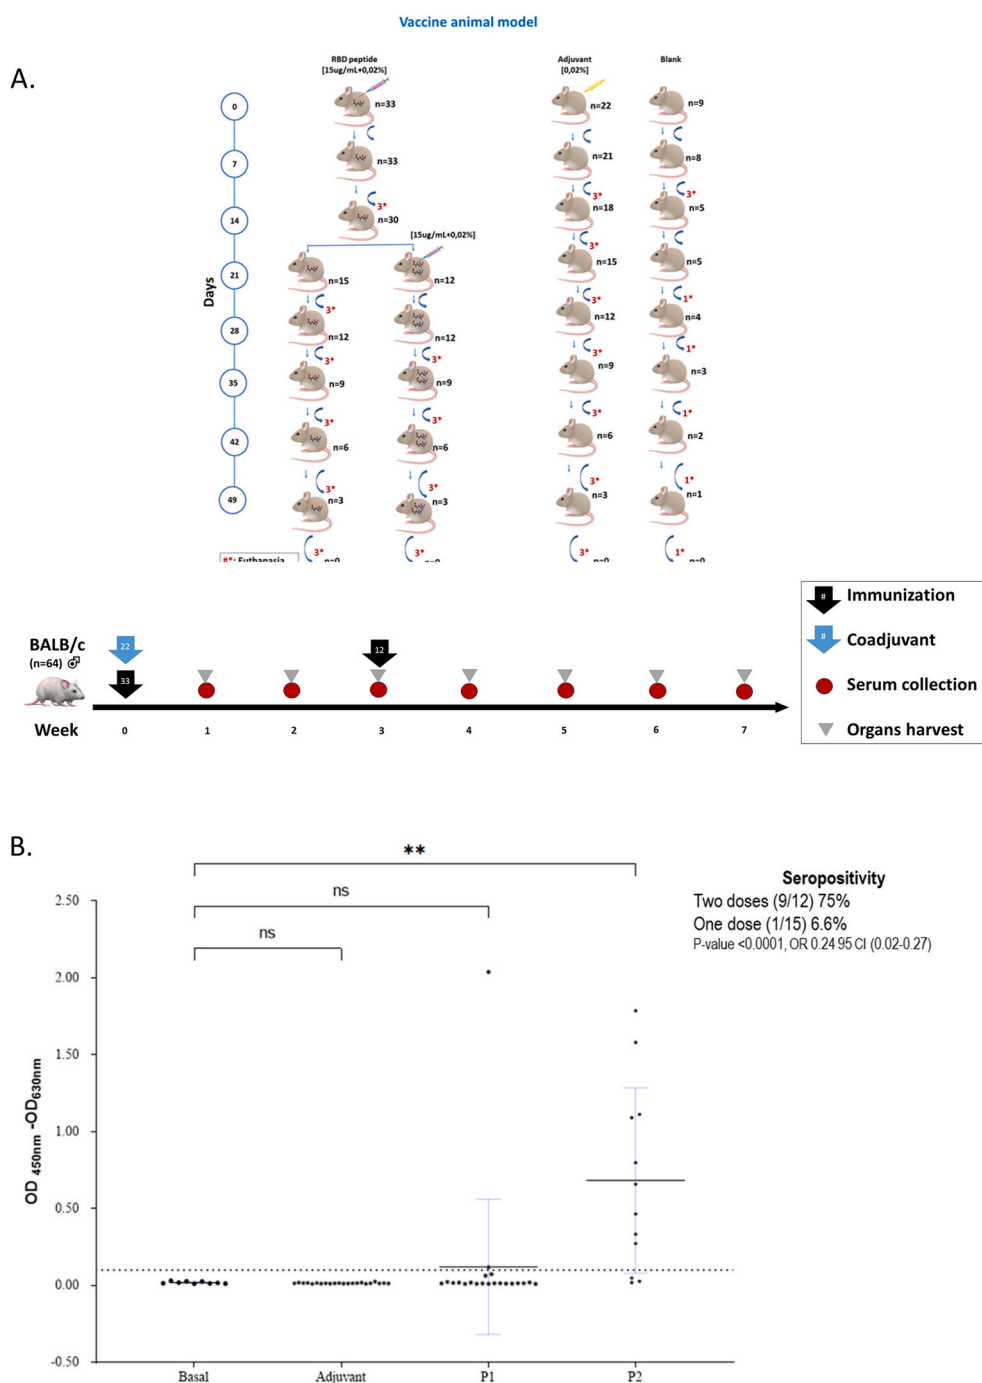 Vaccine animal model
A.
RBD peptide
[15ug/mL+0,02%]
Adjuvant
[0,02%]
Blank
0
n=33
n=22
n=9
7
n=33
n=21
n=8
3*
3*
3*
14
n=30
n=18
n=5
[15ug/mL+0,02%]
3*
Days
21
n=15
n=12
n=15
n=5
3*
3*
1*
28
n=12
n=12
n=12
n=4
3*
3*
3*
1*
35
n=9
n=9
n=9
n=3
3*
3*
3*
1*
42
n=6
n=6
n=6
n=2
3*
3*
3*
1*
49
n=3
n=3
n=3
n=1
3*
3*
3*
1*
#*: Euthanasia
n=0
n=0
n=0
n=0
BALB/c
(n=64) ♂
22
33
12
Week
0 1 2 3 4 5 6 7
# Immunization
# Coadjuvant
Serum collection
Organs harvest
B.
**
ns
ns
Seropositivity
Two doses (9/12) 75%
One dose (1/15) 6.6%
P-value <0.0001, OR 0.24 95 CI (0.02-0.27)
OD 450nm -OD630nm
2.50
2.00
1.50
1.00
0.50
0.00
-0.50
Basal Adjuvant P1 P2